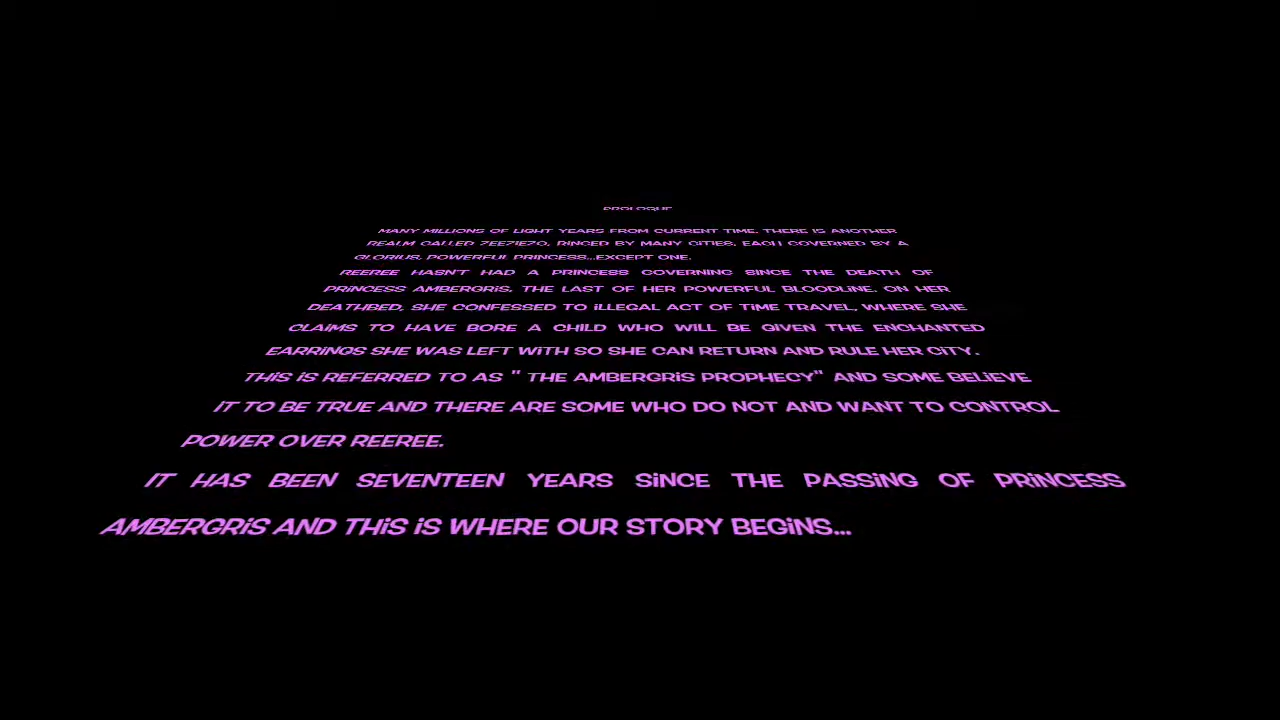 PROLOGUE
MANY MILLIONS OF LIGHT YEARS FROM CURRENT TIME, THERE IS ANOTHER
REALM CALLED ZEEZIEZO, RINGED BY MANY CITIES, EACH GOVERNED BY A
GLORIUS, POWERFUL PRINCESS...EXCEPT ONE.
REEREE HASN'T HAD A PRINCESS GOVERNING SINCE THE DEATH OF
PRINCESS AMBERGRIS, THE LAST OF HER POWERFUL BLOODLINE. ON HER
DEATHBED, SHE CONFESSED TO ILLEGAL ACT OF TIME TRAVEL, WHERE SHE
CLAIMS TO HAVE BORE A CHILD WHO WILL BE GIVEN THE ENCHANTED
EARRINGS SHE WAS LEFT WITH SO SHE CAN RETURN AND RULE HER CITY.
THIS IS REFERRED TO AS " THE AMBERGRIS PROPHECY" AND SOME BELIEVE
IT TO BE TRUE AND THERE ARE SOME WHO DO NOT AND WANT TO CONTROL
POWER OVER REEREE.
IT HAS BEEN SEVENTEEN YEARS SINCE THE PASSING OF PRINCESS
AMBERGRIS AND THIS IS WHERE OUR STORY BEGINS...